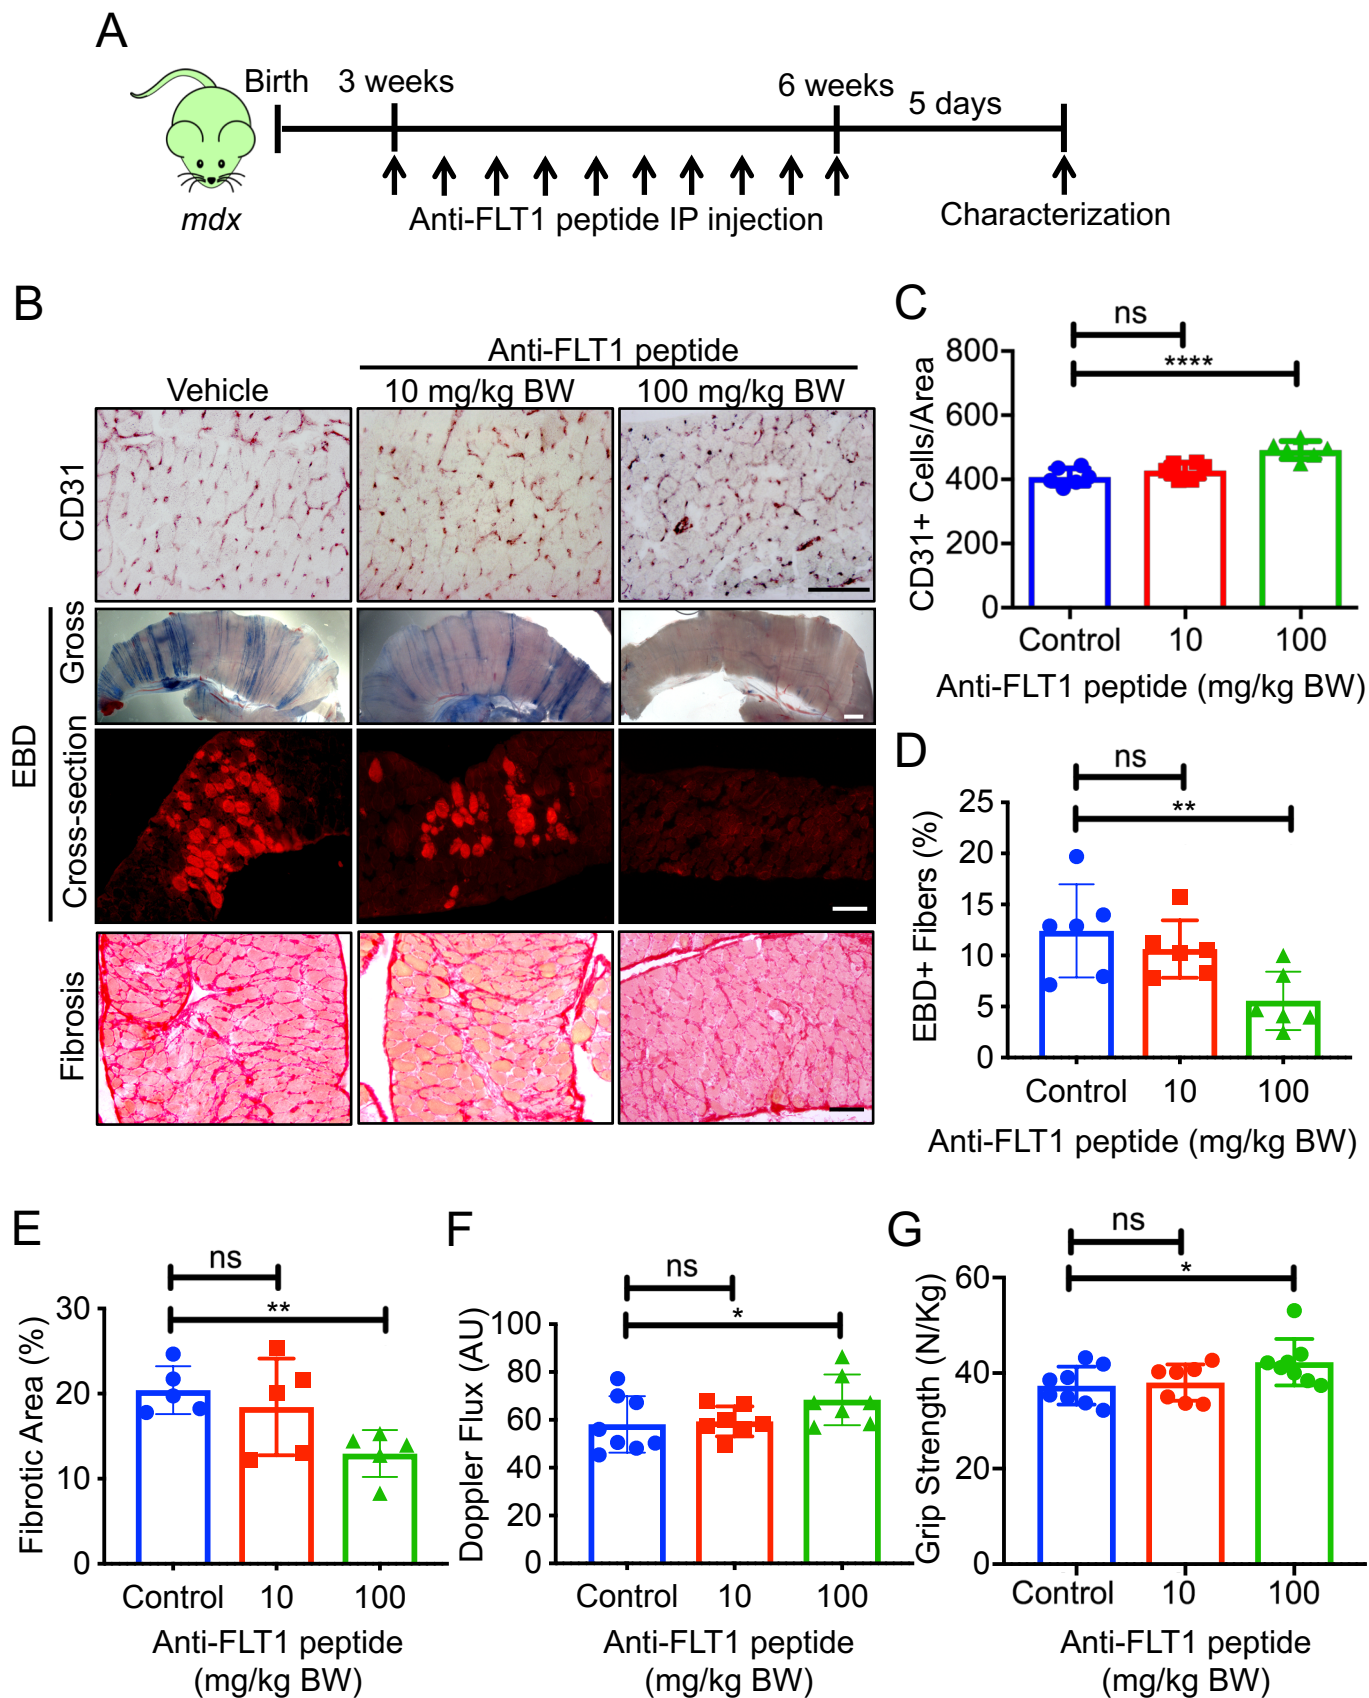 A
Birth 3 weeks 6 weeks 5 days
mdx Anti-FLT1 peptide IP injection Characterization
B
Anti-FLT1 peptide
Vehicle 10 mg/kg BW 100 mg/kg BW
CD31
EBD
Gross
Cross-section
Fibrosis
C
ns
****
CD31+ Cells/Area
800
600
400
200
0
Control 10 100
Anti-FLT1 peptide (mg/kg BW)
D
ns
**
EBD+ Fibers (%)
25
20
15
10
5
0
Control 10 100
Anti-FLT1 peptide (mg/kg BW)
E
ns
**
Fibrotic Area (%)
30
20
10
0
Control 10 100
Anti-FLT1 peptide
(mg/kg BW)
F
ns
*
Doppler Flux (AU)
100
80
60
40
20
0
Control 10 100
Anti-FLT1 peptide
(mg/kg BW)
G
ns
*
Grip Strength (N/Kg)
60
40
20
0
Control 10 100
Anti-FLT1 peptide
(mg/kg BW)